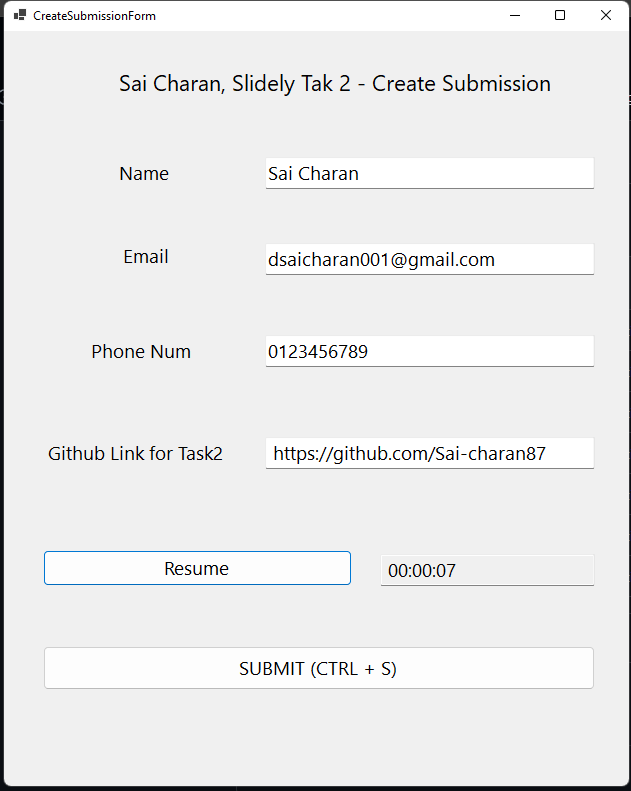 CreateSubmissionForm
Sai Charan, Slidely Tak 2 - Create Submission
Name Sai Charan
Email dsaicharan001@gmail.com
Phone Num 0123456789
Github Link for Task2 https://github.com/Sai-charan87
Resume 00:00:07
SUBMIT (CTRL + S)